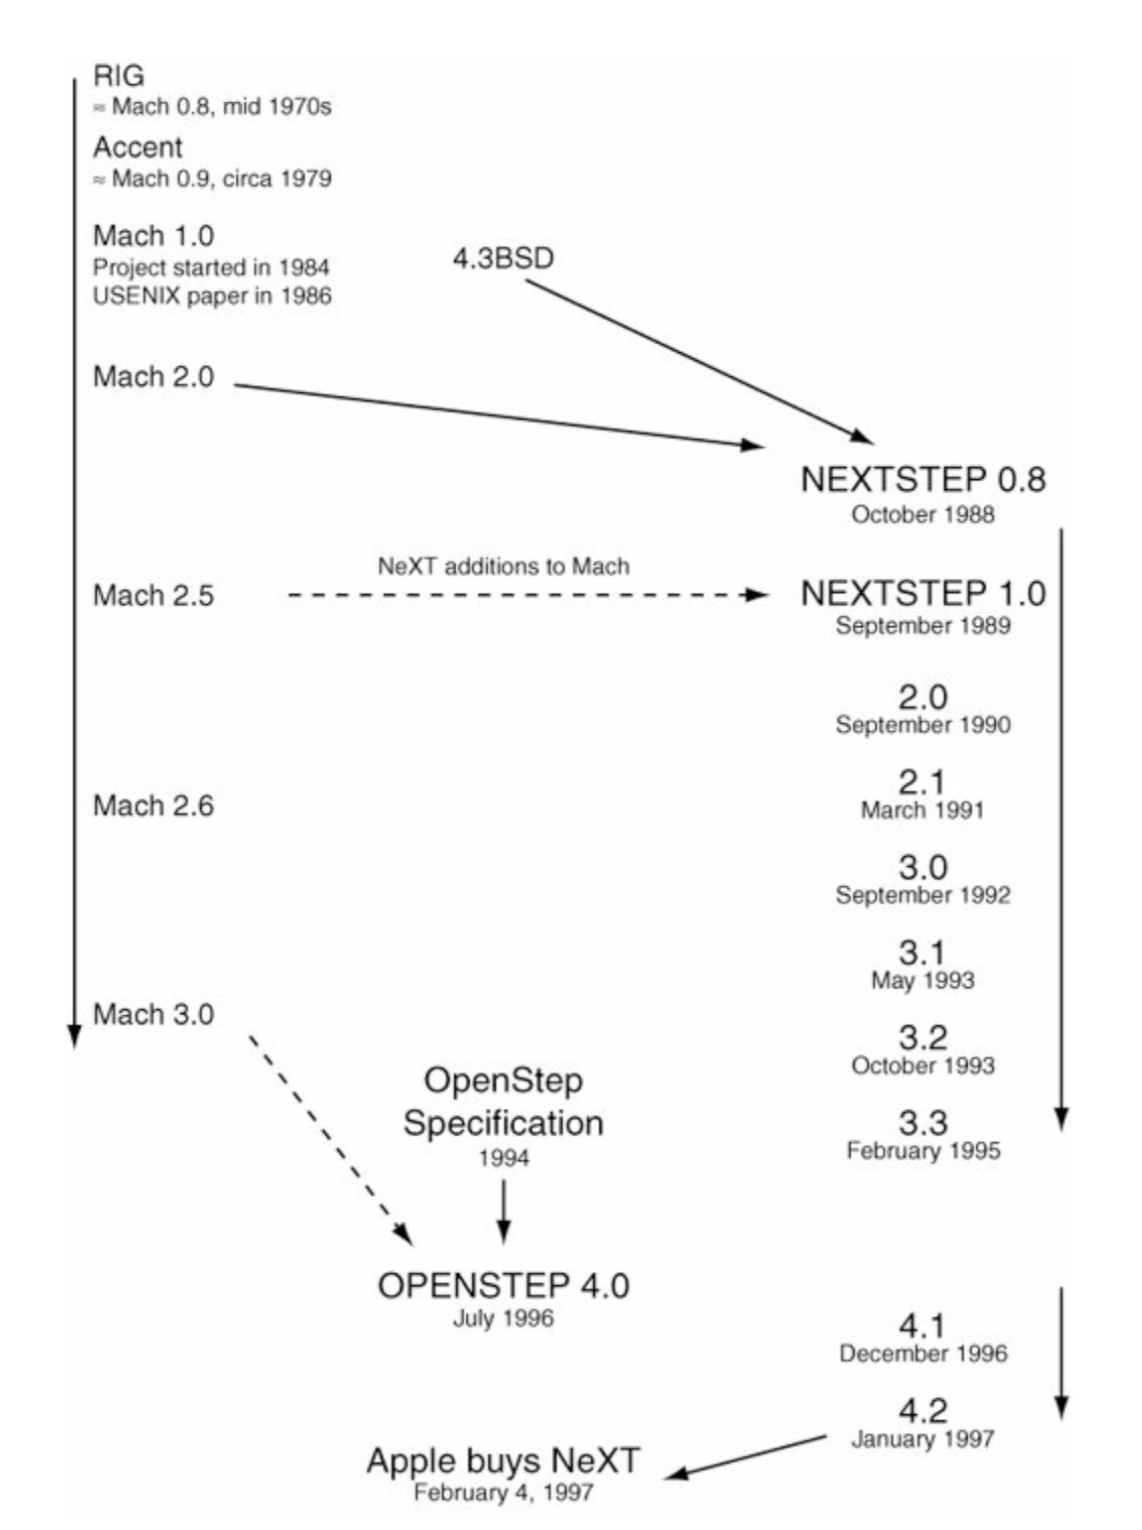 RIG
≈ Mach 0.8, mid 1970s
Accent
≈ Mach 0.9, circa 1979
Mach 1.0
Project started in 1984
USENIX paper in 1986
4.3BSD
Mach 2.0
NEXTSTEP 0.8
October 1988
NeXT additions to Mach
Mach 2.5
NEXTSTEP 1.0
September 1989
2.0
September 1990
2.1
March 1991
Mach 2.6
3.0
September 1992
3.1
May 1993
Mach 3.0
3.2
October 1993
OpenStep
Specification
1994
3.3
February 1995
OPENSTEP 4.0
July 1996
4.1
December 1996
4.2
January 1997
Apple buys NeXT
February 4, 1997